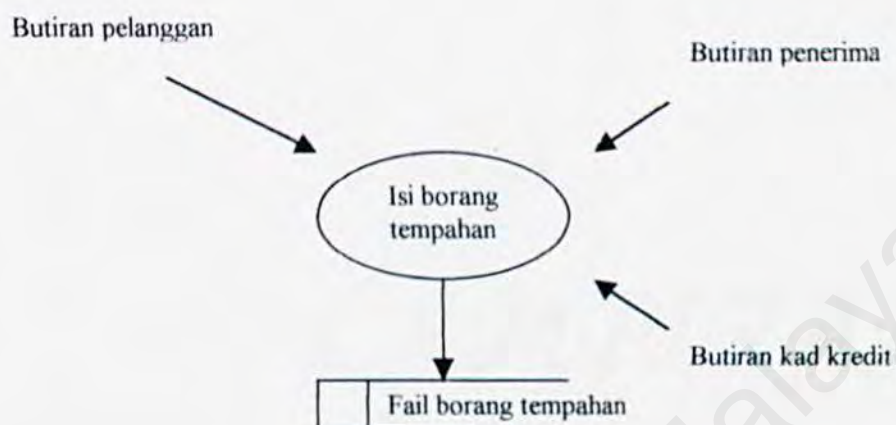 Butiran pelanggan
Butiran penerima
Isi borang
tempahan
Butiran kad kredit
Fail borang tempahan